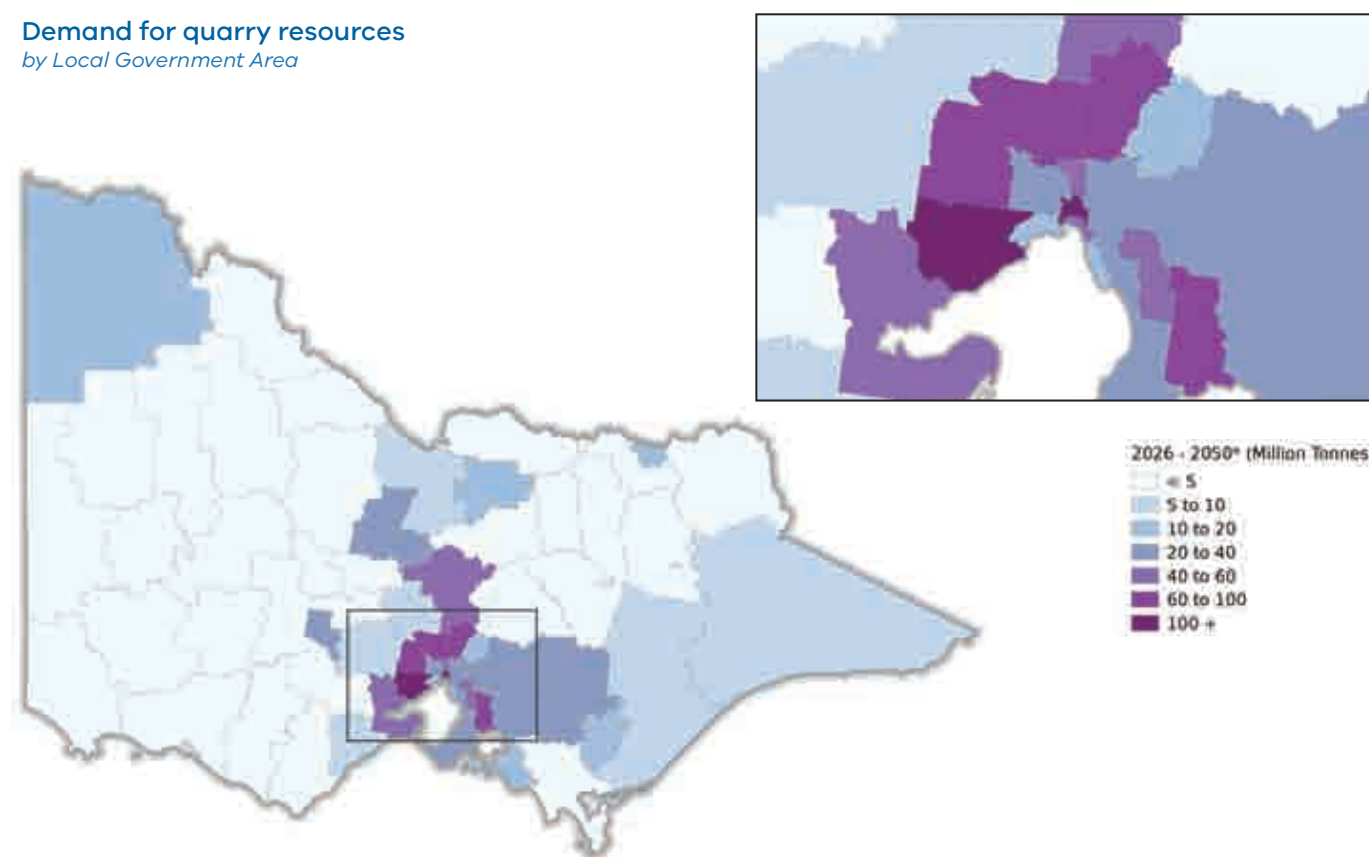 Demand for quarry resources
by Local Government Area
2026 - 2050* (Million Tonnes
< 5
5 to 10
10 to 20
20 to 40
40 to 60
60 to 100
100 +